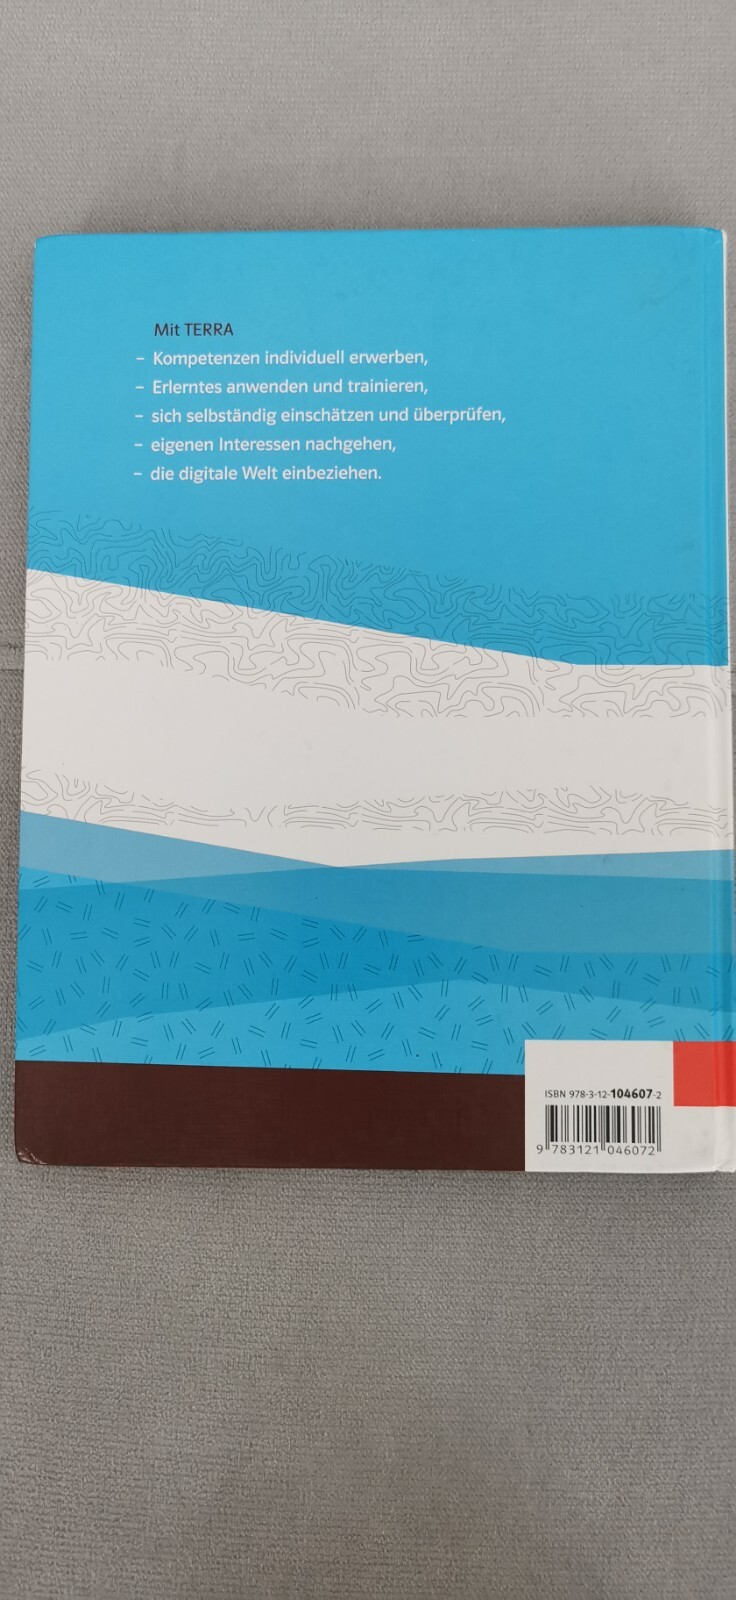 Mit TERRA
– Kompetenzen individuell erwerben,
– Erlerntes anwenden und trainieren,
– sich selbständig einschätzen und überprüfen,
– eigenen Interessen nachgehen,
– die digitale Welt einbeziehen.
ISBN 978-3-12-104607-2
9 783121 046072